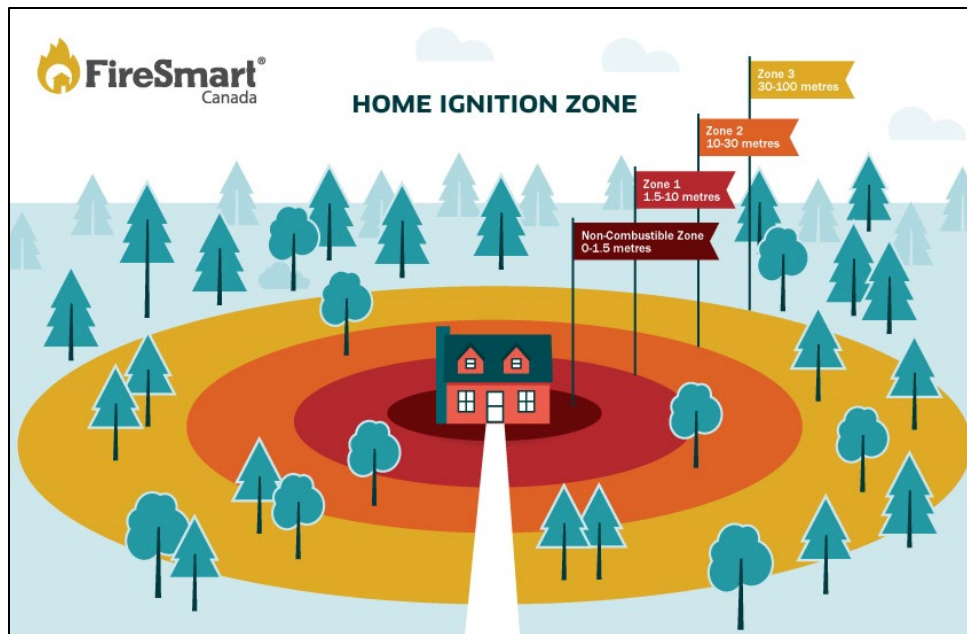 FireSmart®
Canada
HOME IGNITION ZONE
Zone 3
30-100 metres
Zone 2
10-30 metres
Zone 1
1.5-10 metres
Non-Combustible Zone
0-1.5 metres